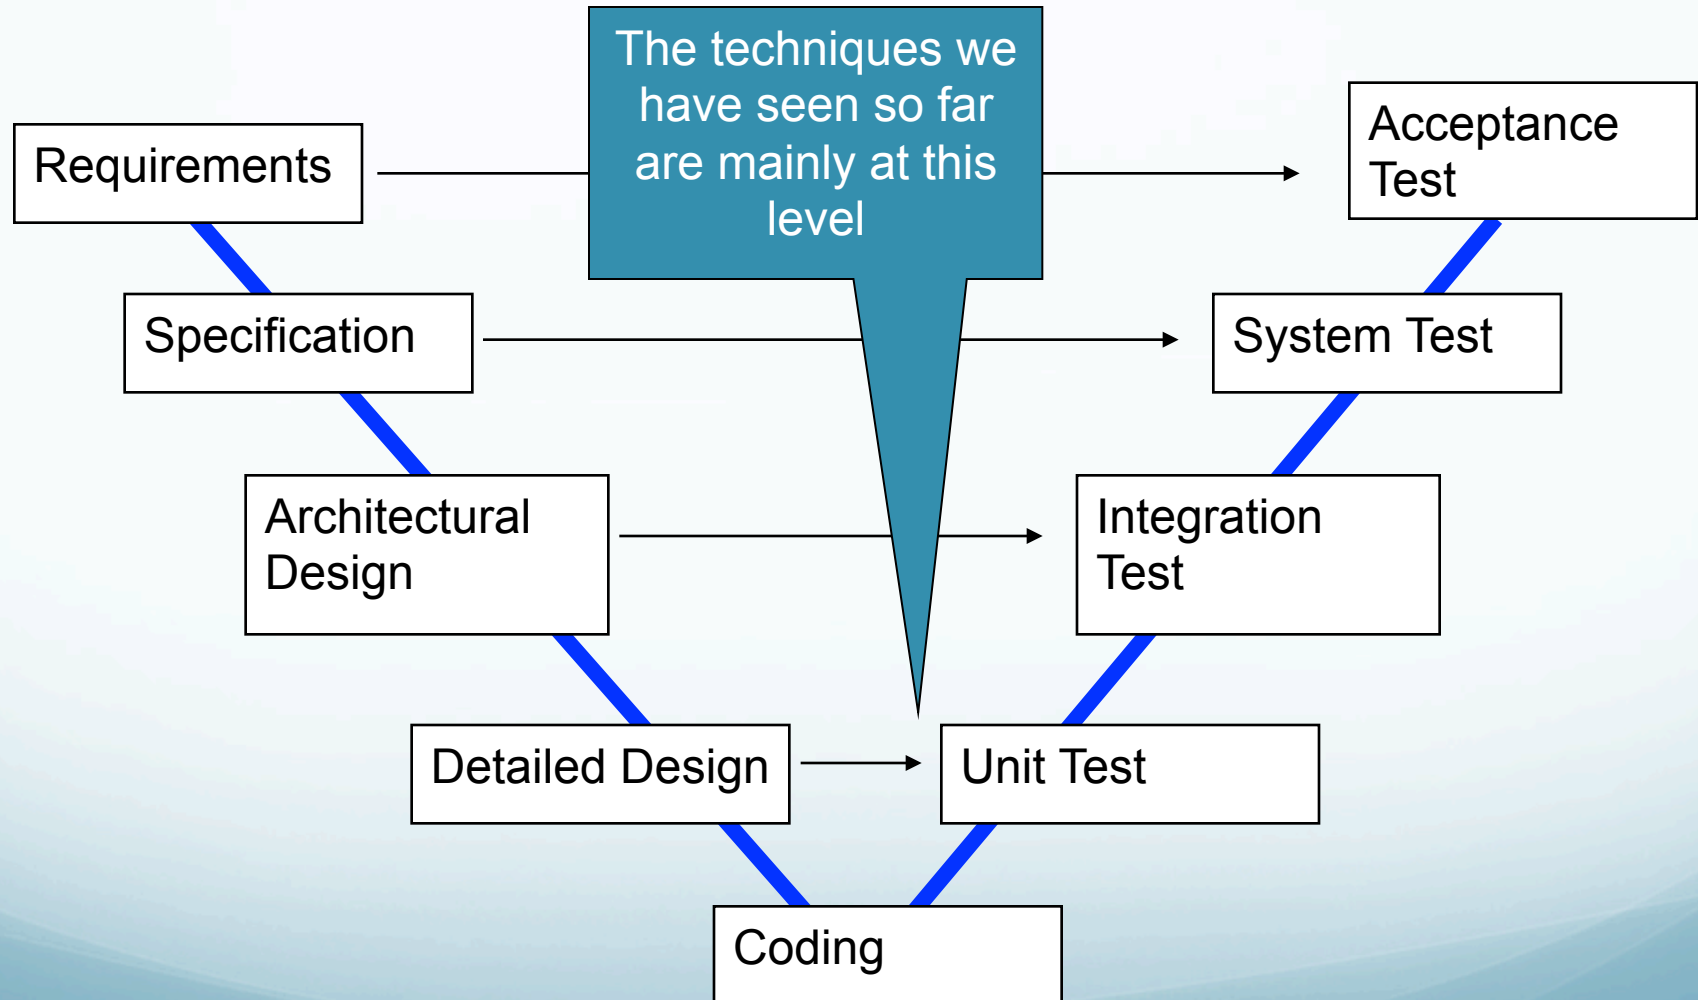 The techniques we
have seen so far
are mainly at this
level
Requirements
Acceptance
Test
Specification
System Test
Architectural
Design
Integration
Test
Detailed Design
Unit Test
Coding